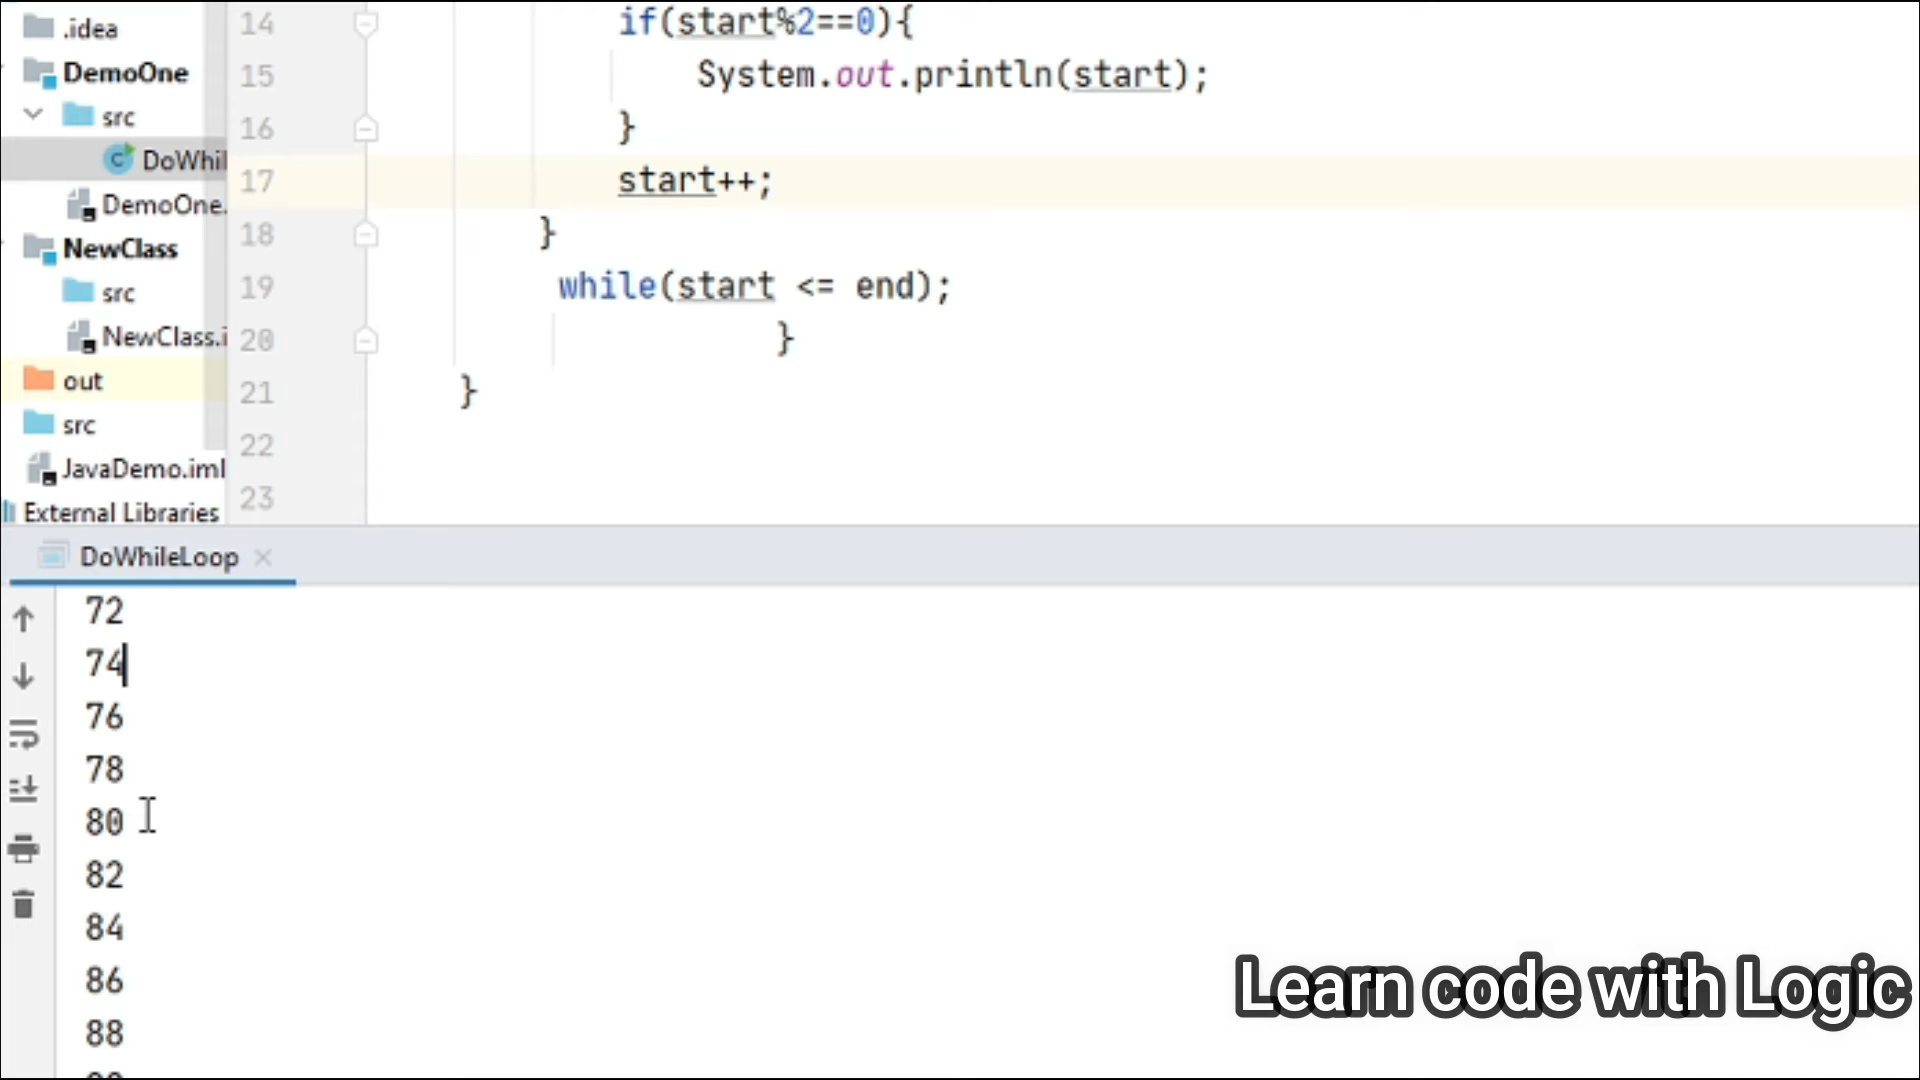 .idea
DemoOne
src
DoWhil
DemoOne.
NewClass
src
NewClass.i
out
src
JavaDemo.iml
External Libraries
14 if(start%2==0){
15 System.out.println(start);
16 }
17 start++;
18 }
19 while(start <= end);
20 }
21 }
22
23
DoWhileLoop
72
74
76
78
80
82
84
86
88
Learn code with Logic